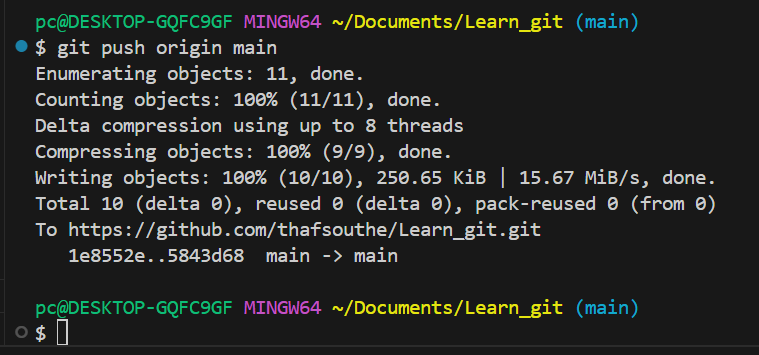 pc@DESKTOP-GQFC9GF MINGW64 ~/Documents/Learn_git (main)
$ git push origin main
Enumerating objects: 11, done.
Counting objects: 100% (11/11), done.
Delta compression using up to 8 threads
Compressing objects: 100% (9/9), done.
Writing objects: 100% (10/10), 250.65 KiB | 15.67 MiB/s, done.
Total 10 (delta 0), reused 0 (delta 0), pack-reused 0 (from 0)
To https://github.com/thafsouthe/Learn_git.git
   1e8552e..5843d68  main -> main
pc@DESKTOP-GQFC9GF MINGW64 ~/Documents/Learn_git (main)
$